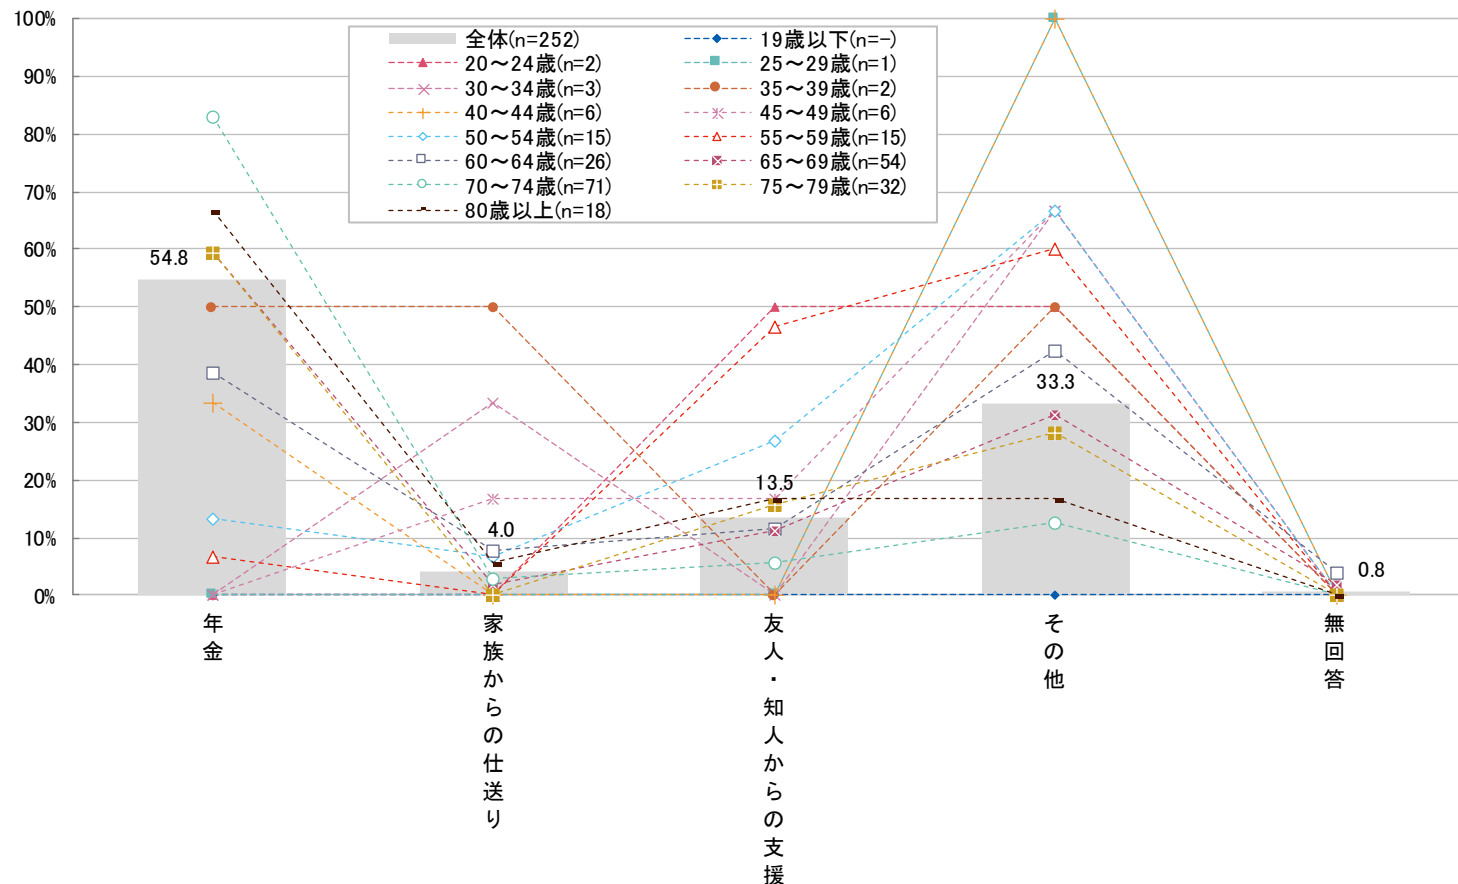 100%
90%
80%
70%
60%
50%
40%
30%
20%
10%
0%
全体(n=252)
19歳以下(n=-)
20～24歳(n=2)
25～29歳(n=1)
30～34歳(n=3)
35～39歳(n=2)
40～44歳(n=6)
45～49歳(n=6)
50～54歳(n=15)
55～59歳(n=15)
60～64歳(n=26)
65～69歳(n=54)
70～74歳(n=71)
75～79歳(n=32)
80歳以上(n=18)
54.8
4.0
13.5
33.3
0.8
年金
家族からの仕送り
友人・知人からの支援
その他
無回答